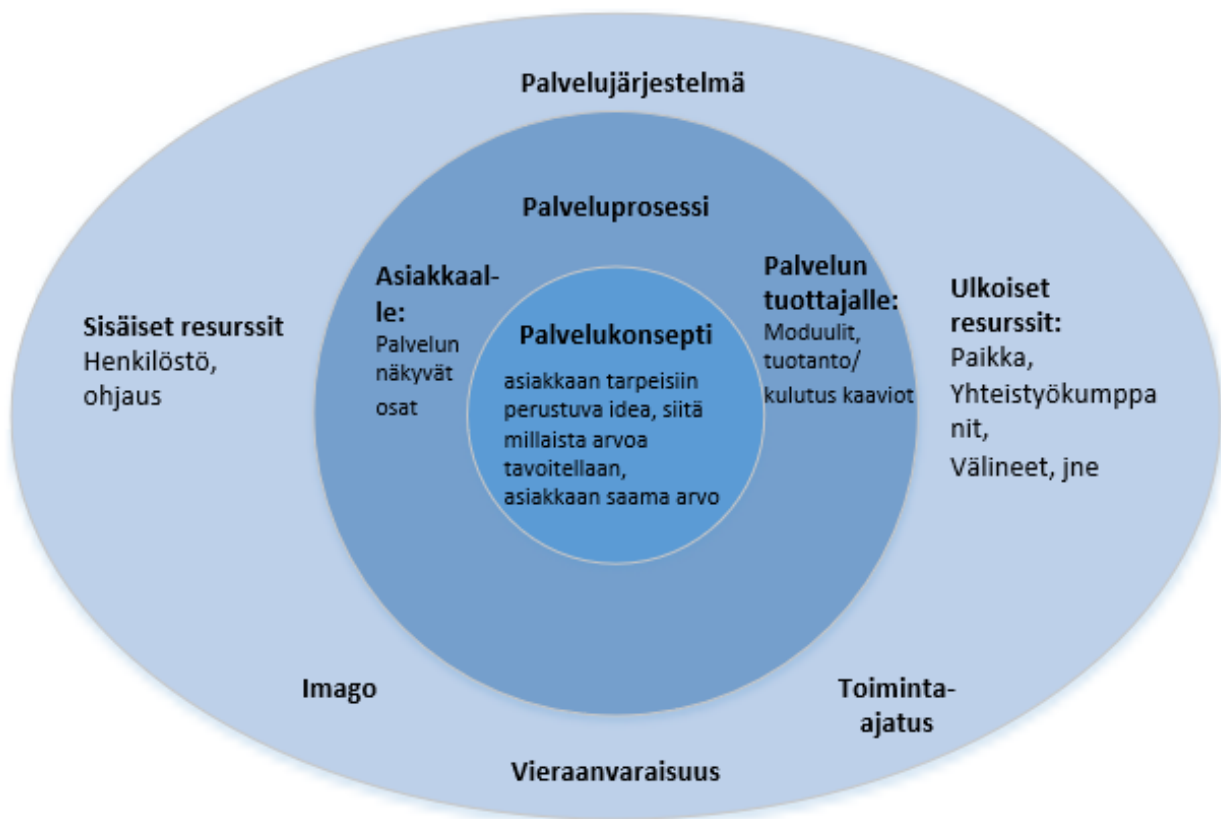 Palvelujärjestelmä
Palveluprosessi
Asiakkaal-
le:
Palvelun
näkyvät
osat
Palvelun
tuottajalle:
Moduulit,
tuotanto/
kulutus kaaviot
Sisäiset resurssit
Henkilöstö,
ohjaus
Palvelukonsepti
asiakkaan tarpeisiin
perustuva idea, siitä
millaista arvoa
tavoitellaan,
asiakkaan saama arvo
Ulkoiset
resurssit:
Paikka,
Yhteistyökumppa
nit,
Välineet, jne
Imago
Toiminta-
ajatus
Vieraanvaraisuus